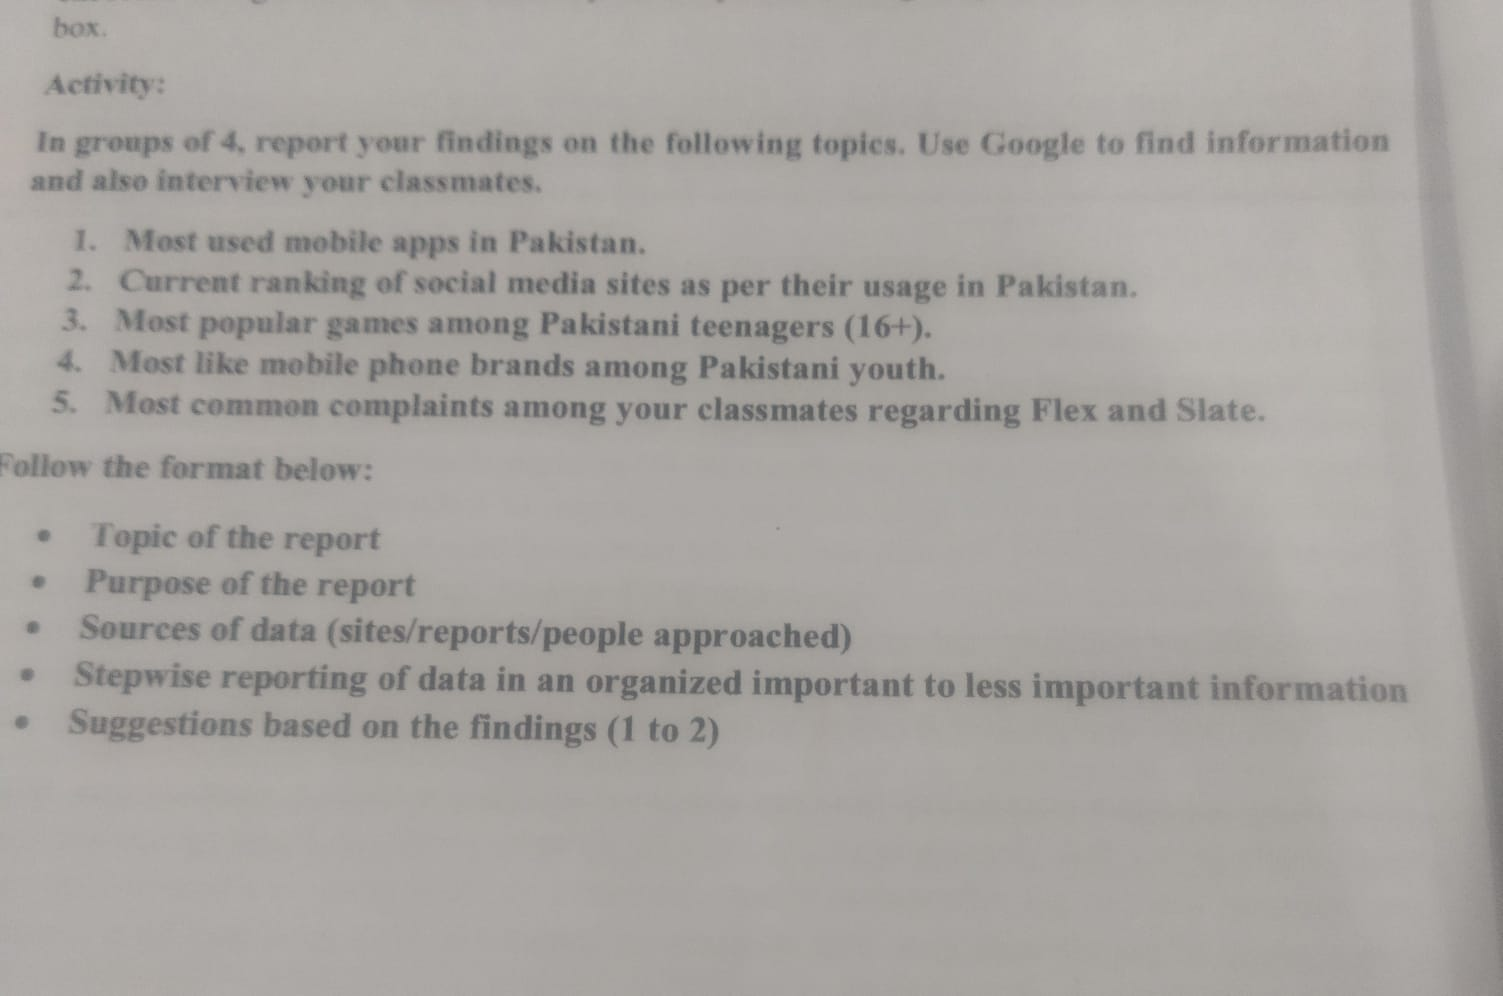 box.
Activity:
In groups of 4, report your findings on the following topics. Use Google to find information
and also interview your classmates.
1. Most used mobile apps in Pakistan.
2. Current ranking of social media sites as per their usage in Pakistan.
3. Most popular games among Pakistani teenagers (16+).
4. Most like mobile phone brands among Pakistani youth.
5. Most common complaints among your classmates regarding Flex and Slate.
Follow the format below:
• Topic of the report
• Purpose of the report
• Sources of data (sites/reports/people approached)
• Stepwise reporting of data in an organized important to less important information
• Suggestions based on the findings (1 to 2)